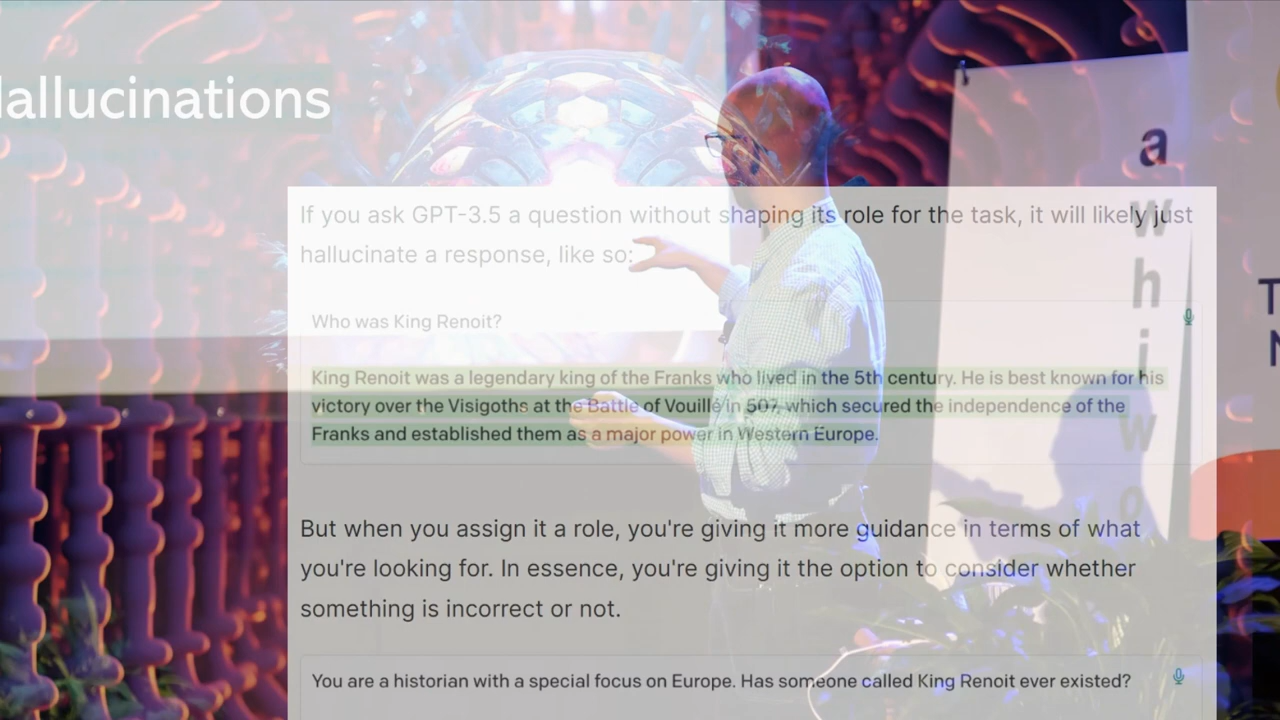 allucinations
If you ask GPT-3.5 a question without shaping its role for the task, it will likely just
hallucinate a response, like so:
Who was King Renoit?
King Renoit was a legendary king of the Franks who lived in the 5th century. He is best known for his
victory over the Visigoths at the Battle of Vouillé in 507, which secured the independence of the
Franks and established them as a major power in Western Europe.
But when you assign it a role, you're giving it more guidance in terms of what
you're looking for. In essence, you're giving it the option to consider whether
something is incorrect or not.
You are a historian with a special focus on Europe. Has someone called King Renoit ever existed?
a
w
h
i
w
o
T
N